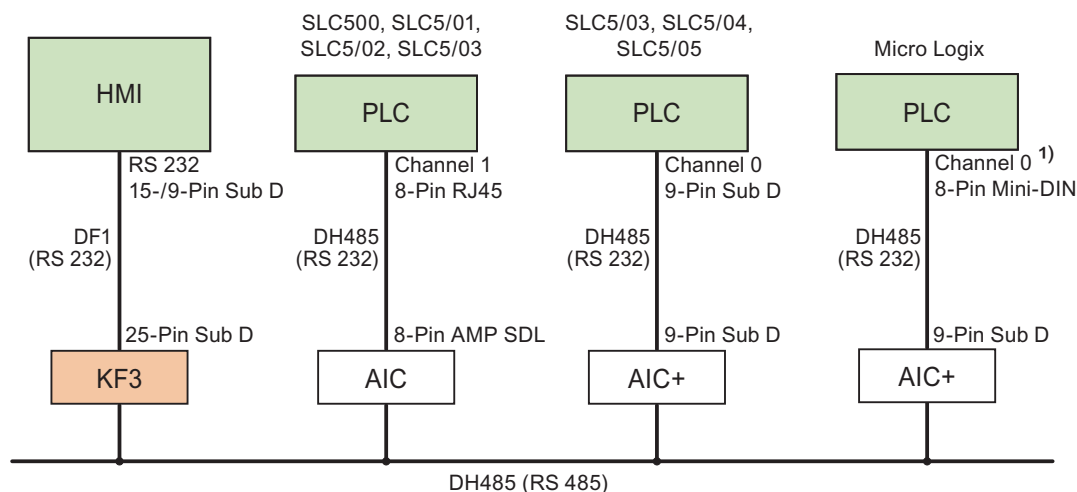 SLC500, SLC5/01,
SLC5/02, SLC5/03
SLC5/03, SLC5/04,
SLC5/05
Micro Logix
HMI
PLC
PLC
PLC
RS 232
15-/9-Pin Sub D
Channel 1
8-Pin RJ45
Channel 0
9-Pin Sub D
Channel 0 1)
8-Pin Mini-DIN
DF1
(RS 232)
DH485
(RS 232)
DH485
(RS 232)
DH485
(RS 232)
25-Pin Sub D
8-Pin AMP SDL
9-Pin Sub D
9-Pin Sub D
KF3
AIC
AIC+
AIC+
DH485 (RS 485)